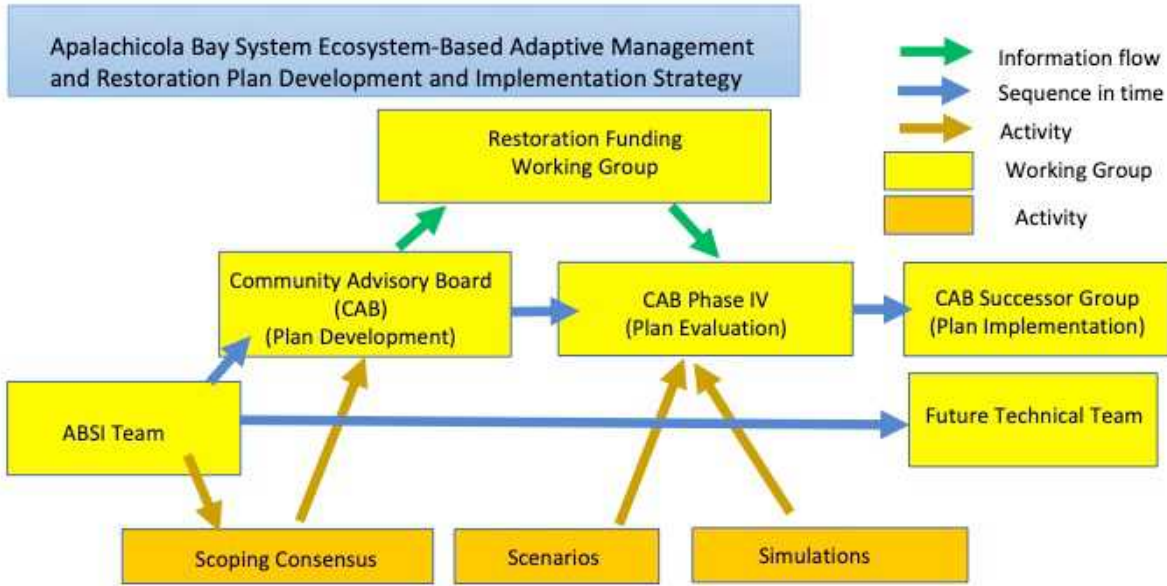 Apalachicola Bay System Ecosystem-Based Adaptive Management
and Restoration Plan Development and Implementation Strategy
Information flow
Sequence in time
Activity
Working Group
Activity
Restoration Funding
Working Group
Community Advisory Board
(CAB)
(Plan Development)
CAB Phase IV
(Plan Evaluation)
CAB Successor Group
(Plan Implementation)
ABSI Team
Future Technical Team
Scoping Consensus
Scenarios
Simulations